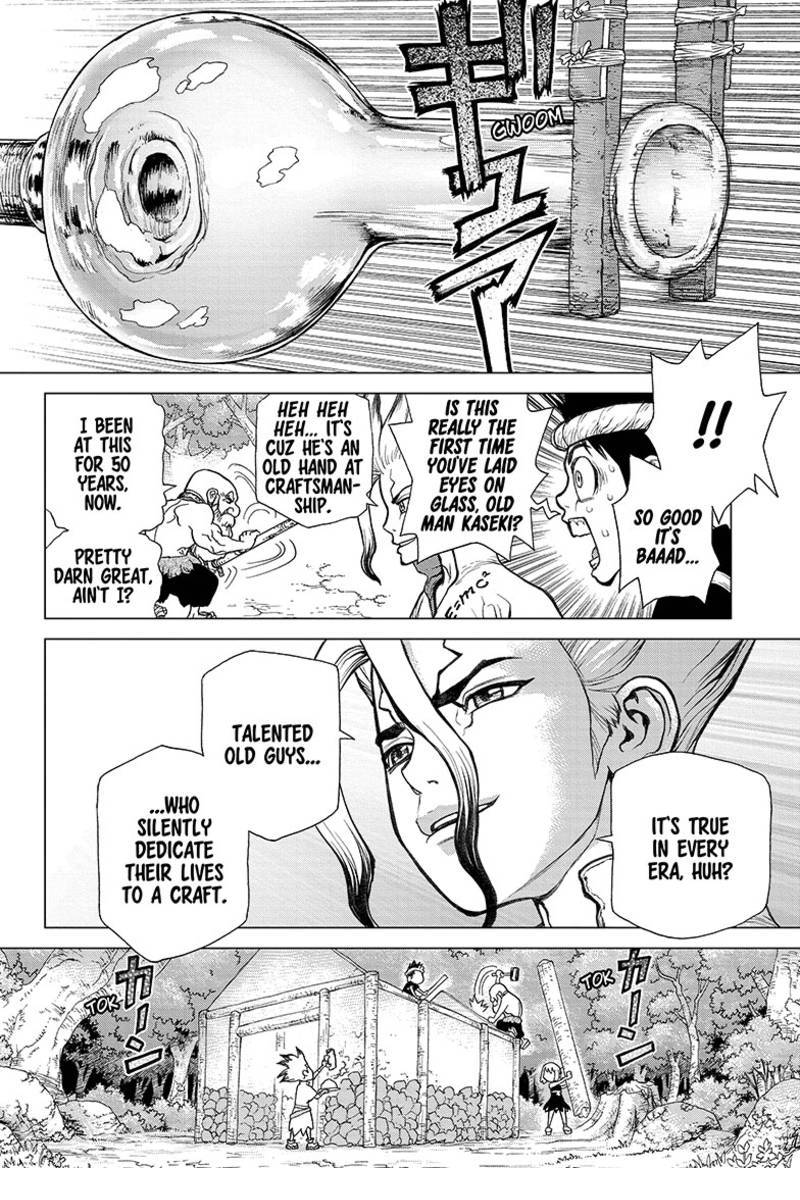 ギュゥ
GWOOM
!!
SO GOOD
IT'S
BAAAD...
IS THIS
REALLY THE
FIRST TIME
YOU'VE LAID
EYES ON
GLASS, OLD
MAN KASEKI?
E=mc²
HEH HEH
HEH... IT'S
CUZ HE'S AN
OLD HAND AT
CRAFTSMAN-
SHIP.
I BEEN
AT THIS
FOR 50
YEARS,
NOW.
PRETTY
DARN GREAT,
AIN'T I?
IT'S TRUE
IN EVERY
ERA, HUH?
TALENTED
OLD GUYS...
...WHO
SILENTLY
DEDICATE
THEIR LIVES
TO A CRAFT.
カーン
TOK
カーン
TOK